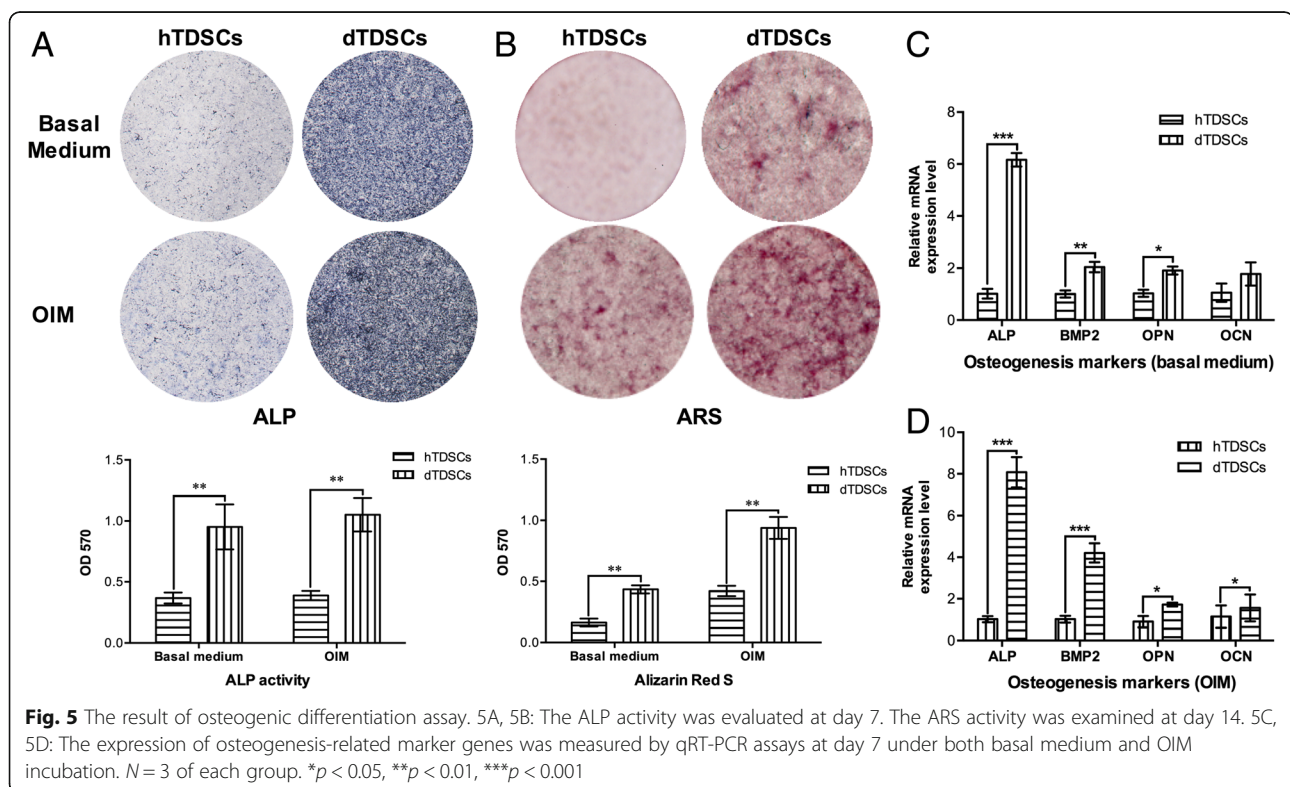 A
hTDSCs
dTDSCs
Basal
Medium
OIM
ALP
1.5
1.0
0.5
0.0
OD 570
hTDSCs
dTDSCs
**
**
Basal medium
OIM
ALP activity
B
hTDSCs
dTDSCs
ARS
1.5
1.0
0.5
0.0
OD 570
hTDSCs
dTDSCs
**
**
Basal medium
OIM
Alizarin Red S
C
8
6
4
2
0
Relative mRNA
expression level
hTDSCs
dTDSCs
***
**
*
ALP
BMP2
OPN
OCN
Osteogenesis markers (basal medium)
D
10
8
6
4
2
0
Relative mRNA
expression level
hTDSCs
dTDSCs
***
***
*
*
ALP
BMP2
OPN
OCN
Osteogenesis markers (OIM)
Fig. 5 The result of osteogenic differentiation assay. 5A, 5B: The ALP activity was evaluated at day 7. The ARS activity was examined at day 14. 5C,
5D: The expression of osteogenesis-related marker genes was measured by qRT-PCR assays at day 7 under both basal medium and OIM
incubation. N = 3 of each group. *p < 0.05, **p < 0.01, ***p < 0.001